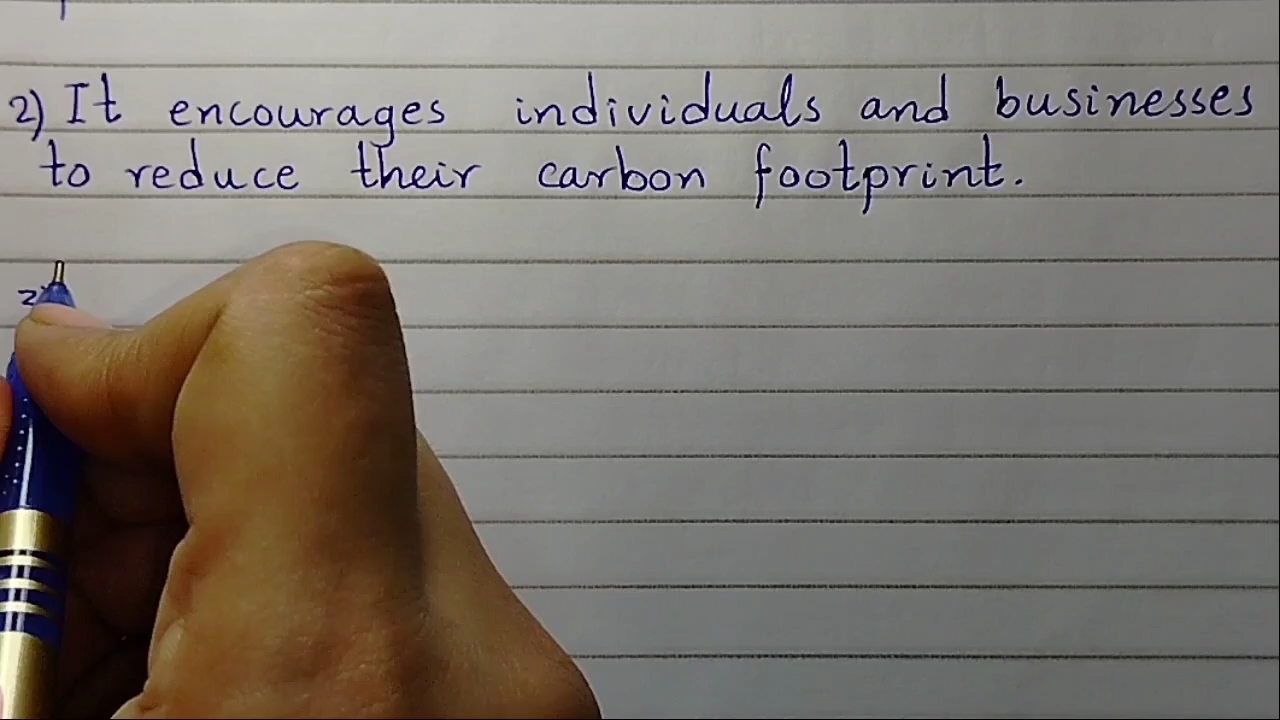 2) It encourages individuals and businesses
to reduce their carbon footprint.